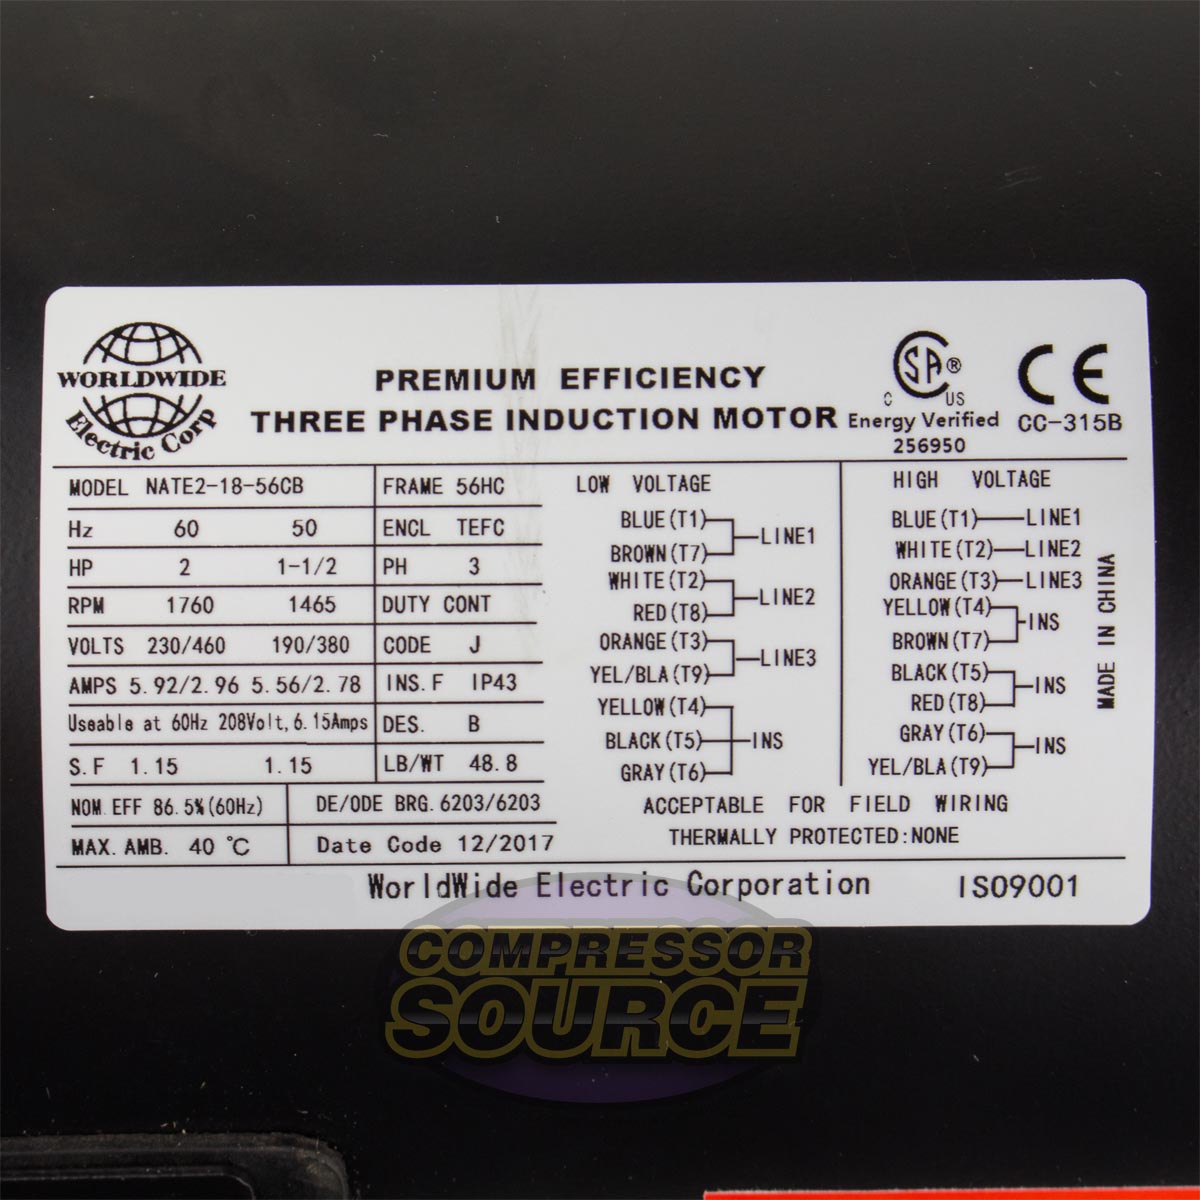 WORLDWIDE
Electric Corp
PREMIUM EFFICIENCY
THREE PHASE INDUCTION MOTOR
SA ®
C US
Energy Verified
256950
CE
CC-315B
MODEL NATE2-18-56CB
FRAME 56HC
Hz 60 50
ENCL TEFC
HP 2 1-1/2
PH 3
RPM 1760 1465
DUTY CONT
VOLTS 230/460 190/380
CODE J
AMPS 5.92/2.96 5.56/2.78
INS.F IP43
Useable at 60Hz 208Volt, 6.15Amps
DES. B
S.F 1.15 1.15
LB/WT 48.8
NOM. EFF 86.5%(60Hz)
DE/ODE BRG. 6203/6203
MAX. AMB. 40 ℃
Date Code 12/2017
LOW VOLTAGE
BLUE(T1)
BROWN(T7)
LINE1
WHITE(T2)
RED(T8)
LINE2
ORANGE(T3)
YEL/BLA(T9)
LINE3
YELLOW(T4)
BLACK(T5) INS
GRAY(T6)
HIGH VOLTAGE
BLUE(T1) LINE1
WHITE(T2) LINE2
ORANGE(T3) LINE3
YELLOW(T4)
BROWN(T7)
INS
BLACK(T5)
RED(T8)
INS
GRAY(T6)
YEL/BLA(T9)
INS
MADE IN CHINA
ACCEPTABLE FOR FIELD WIRING
THERMALLY PROTECTED:NONE
WorldWide Electric Corporation ISO9001
COMPRESSOR
SOURCE